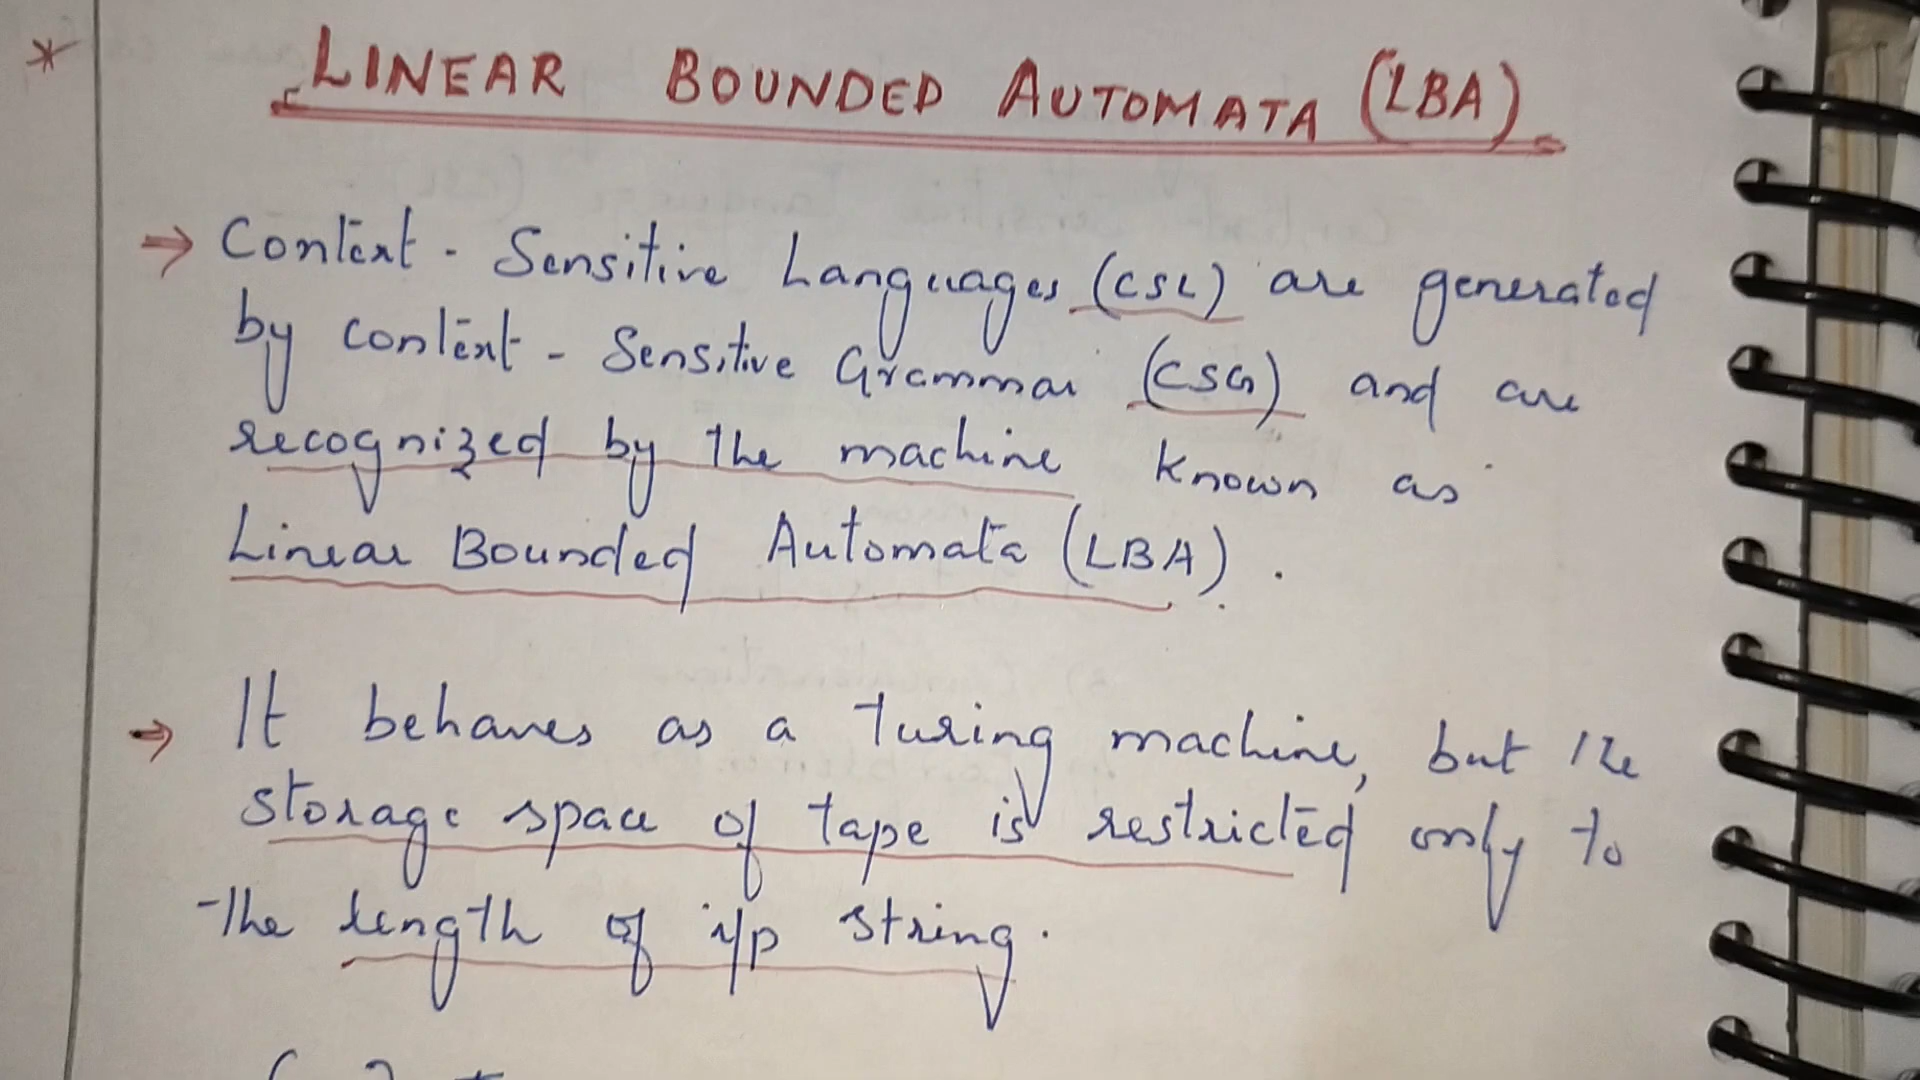 * LINEAR BOUNDED AUTOMATA (LBA)
→ Context-Sensitive Languages (CSL) are generated
by context-Sensitive Grammar (CSG) and are
recognized by the machine known as
Linear Bounded Automata (LBA).
→ It behaves as a turing machine, but the
storage space of tape is restricted only to
the length of i/p string.